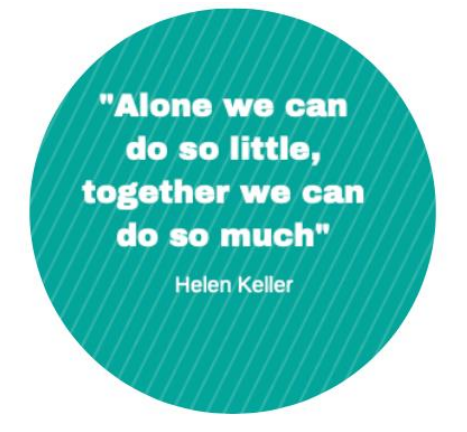 "Alone we can
do so little,
together we can
do so much"
Helen Keller